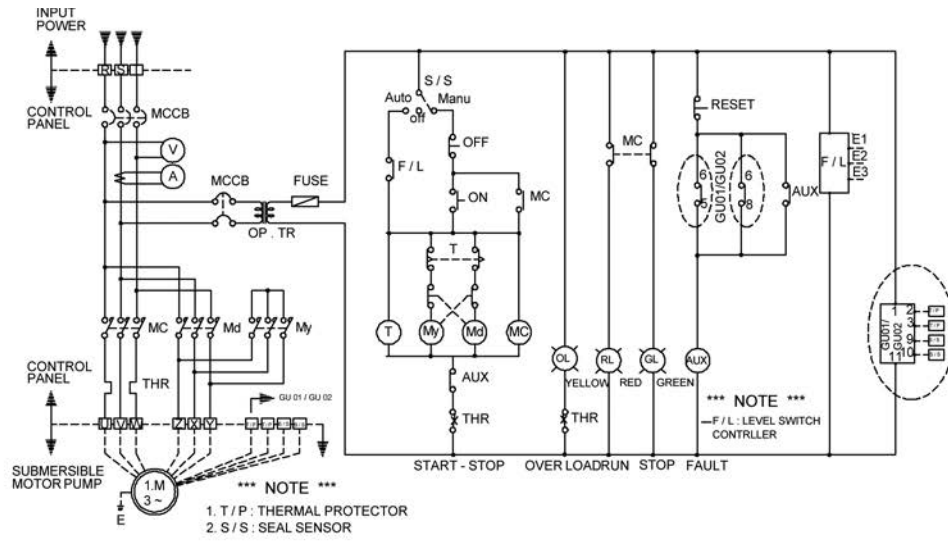 INPUT
POWER
R S
CONTROL
PANEL
MCCB
V
A
MCCB
FUSE
OP . TR
MC
Md
My
CONTROL
PANEL
THR
GU 01 / GU 02
U V W
Z X Y
SUBMERSIBLE
MOTOR PUMP
1.M
3 ~
E
*** NOTE ***
1. T / P : THERMAL PROTECTOR
2. S / S : SEAL SENSOR
S / S
Auto
Manu
off
OFF
F / L
ON
MC
T
T
My
Md
MC
AUX
THR
START - STOP
OL
YELLOW
THR
OVER LOAD
MC
RL
RED
RUN
GL
GREEN
STOP
RESET
GU01/GU02
6
5
6
8
AUX
AUX
FAULT
F / L
E1
E2
E3
*** NOTE ***
F / L : LEVEL SWITCH
CONTRLLER
GU01/
GU02
1
2
3
9
10
11